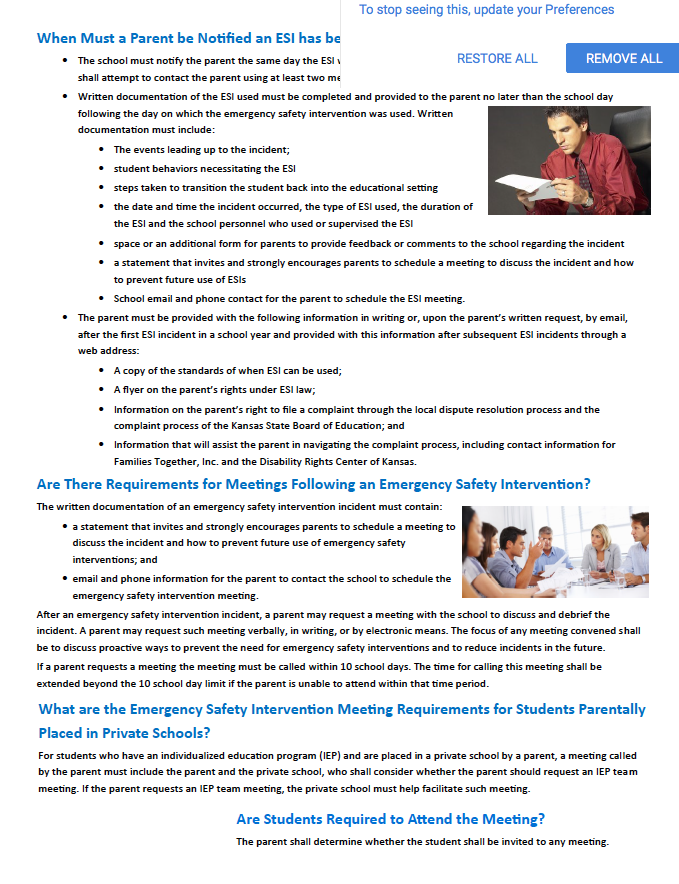 To stop seeing this, update your Preferences
RESTORE ALL
REMOVE ALL
When Must a Parent be Notified an ESI has be
• The school must notify the parent the same day the ESI
shall attempt to contact the parent using at least two me
• Written documentation of the ESI used must be completed and provided to the parent no later than the school day
following the day on which the emergency safety intervention was used. Written
documentation must include:
• The events leading up to the incident;
• student behaviors necessitating the ESI
• steps taken to transition the student back into the educational setting
• the date and time the incident occurred, the type of ESI used, the duration of
the ESI and the school personnel who used or supervised the ESI
• space or an additional form for parents to provide feedback or comments to the school regarding the incident
• a statement that invites and strongly encourages parents to schedule a meeting to discuss the incident and how
to prevent future use of ESIs
• School email and phone contact for the parent to schedule the ESI meeting.
• The parent must be provided with the following information in writing or, upon the parent's written request, by email,
after the first ESI incident in a school year and provided with this information after subsequent ESI incidents through a
web address:
• A copy of the standards of when ESI can be used;
• A flyer on the parent's rights under ESI law;
• Information on the parent's right to file a complaint through the local dispute resolution process and the
complaint process of the Kansas State Board of Education; and
• Information that will assist the parent in navigating the complaint process, including contact information for
Families Together, Inc. and the Disability Rights Center of Kansas.
Are There Requirements for Meetings Following an Emergency Safety Intervention?
The written documentation of an emergency safety intervention incident must contain:
• a statement that invites and strongly encourages parents to schedule a meeting to
discuss the incident and how to prevent future use of emergency safety
interventions; and
• email and phone information for the parent to contact the school to schedule the
emergency safety intervention meeting.
After an emergency safety intervention incident, a parent may request a meeting with the school to discuss and debrief the
incident. A parent may request such meeting verbally, in writing, or by electronic means. The focus of any meeting convened shall
be to discuss proactive ways to prevent the need for emergency safety interventions and to reduce incidents in the future.
If a parent requests a meeting the meeting must be called within 10 school days. The time for calling this meeting shall be
extended beyond the 10 school day limit if the parent is unable to attend within that time period.
What are the Emergency Safety Intervention Meeting Requirements for Students Parentally
Placed in Private Schools?
For students who have an individualized education program (IEP) and are placed in a private school by a parent, a meeting called
by the parent must include the parent and the private school, who shall consider whether the parent should request an IEP team
meeting. If the parent requests an IEP team meeting, the private school must help facilitate such meeting.
Are Students Required to Attend the Meeting?
The parent shall determine whether the student shall be invited to any meeting.